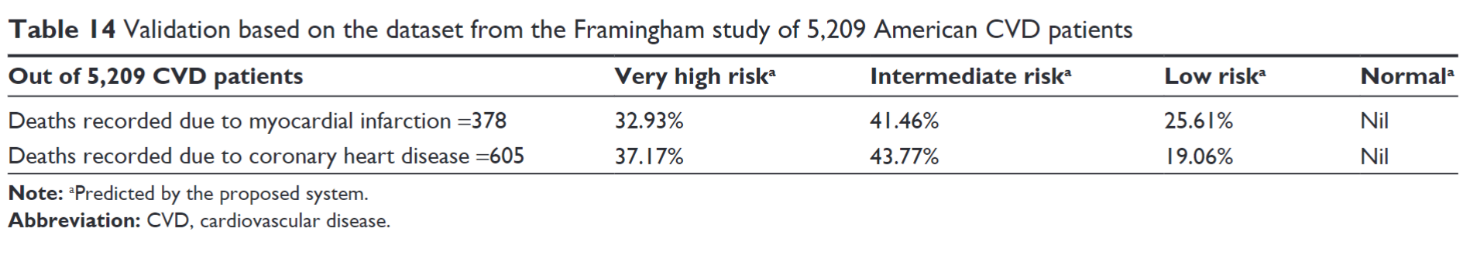 Table 14 Validation based on the dataset from the Framingham study of 5,209 American CVD patients
Out of 5,209 CVD patients Very high riskᵃ Intermediate riskᵃ Low riskᵃ Normalᵃ
Deaths recorded due to myocardial infarction =378 32.93% 41.46% 25.61% Nil
Deaths recorded due to coronary heart disease =605 37.17% 43.77% 19.06% Nil
Note: ᵃPredicted by the proposed system.
Abbreviation: CVD, cardiovascular disease.